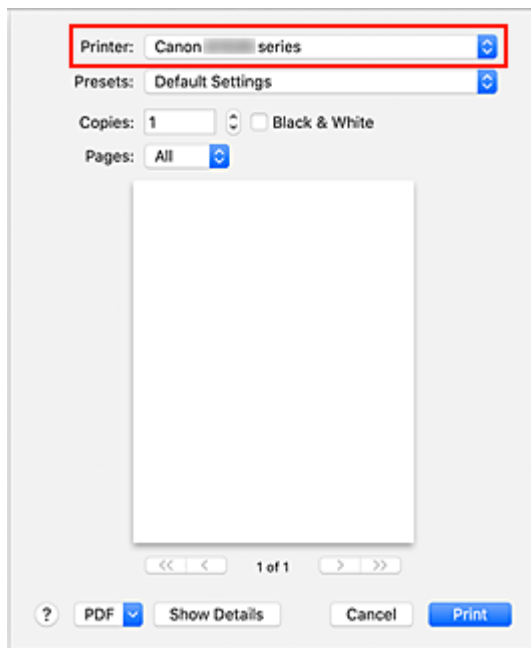 Printer: Canon series
Presets: Default Settings
Copies: 1 Black & White
Pages: All
<< < 1 of 1 > >>
? PDF Show Details Cancel Print